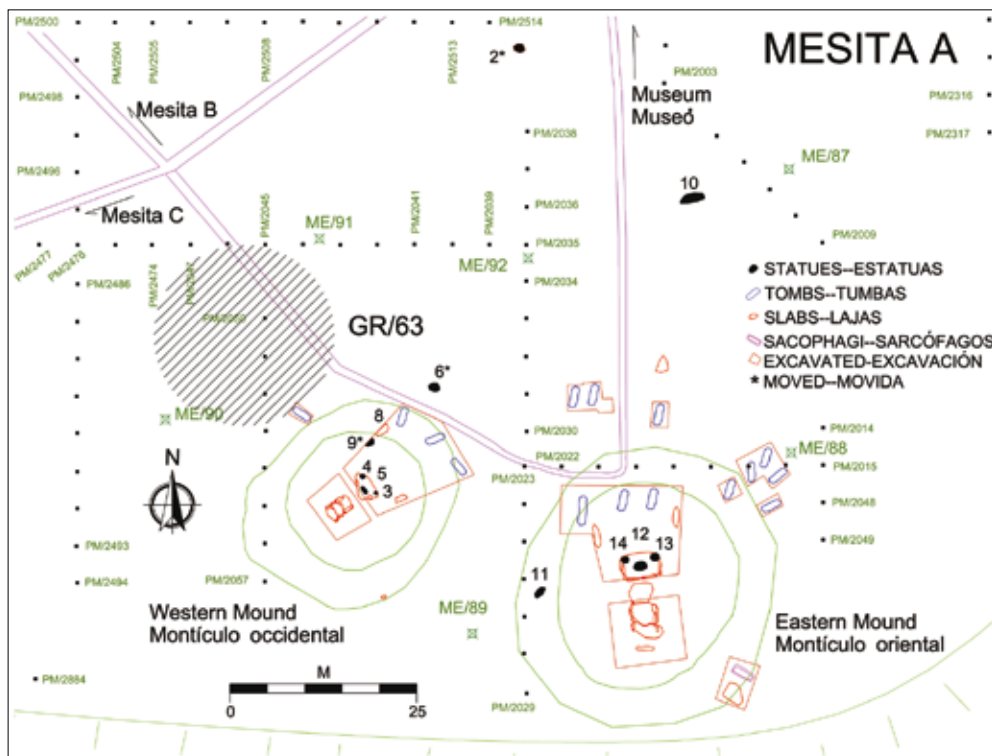 MESITA A
PM/2500
PM/2504
PM/2505
PM/2508
PM/2513
PM/2514
2*
PM/2003
Museum
Museo
PM/2316
PM/2317
PM/2498
Mesita B
PM/2038
ME/87
PM/2496
10
Mesita C
PM/2045
ME/91
PM/2041
PM/2039
PM/2036
PM/2035
PM/2009
ME/92
PM/2477
PM/2476
PM/2474
PM/2486
PM/2034
STATUES--ESTATUAS
TOMBS--TUMBAS
SLABS--LAJAS
SACOPHAGI--SARCÓFAGOS
EXCAVATED-EXCAVACIÓN
* MOVED--MOVIDA
GR/63
6*
ME/90
8
9*
4
5
3
PM/2030
PM/2022
PM/2023
PM/2014
ME/88
PM/2015
PM/2048
PM/2049
N
PM/2493
PM/2494
PM/2057
14
12
13
11
Western Mound
Montículo occidental
ME/89
Eastern Mound
Montículo oriental
PM/2884
M
0
25
PM/2029